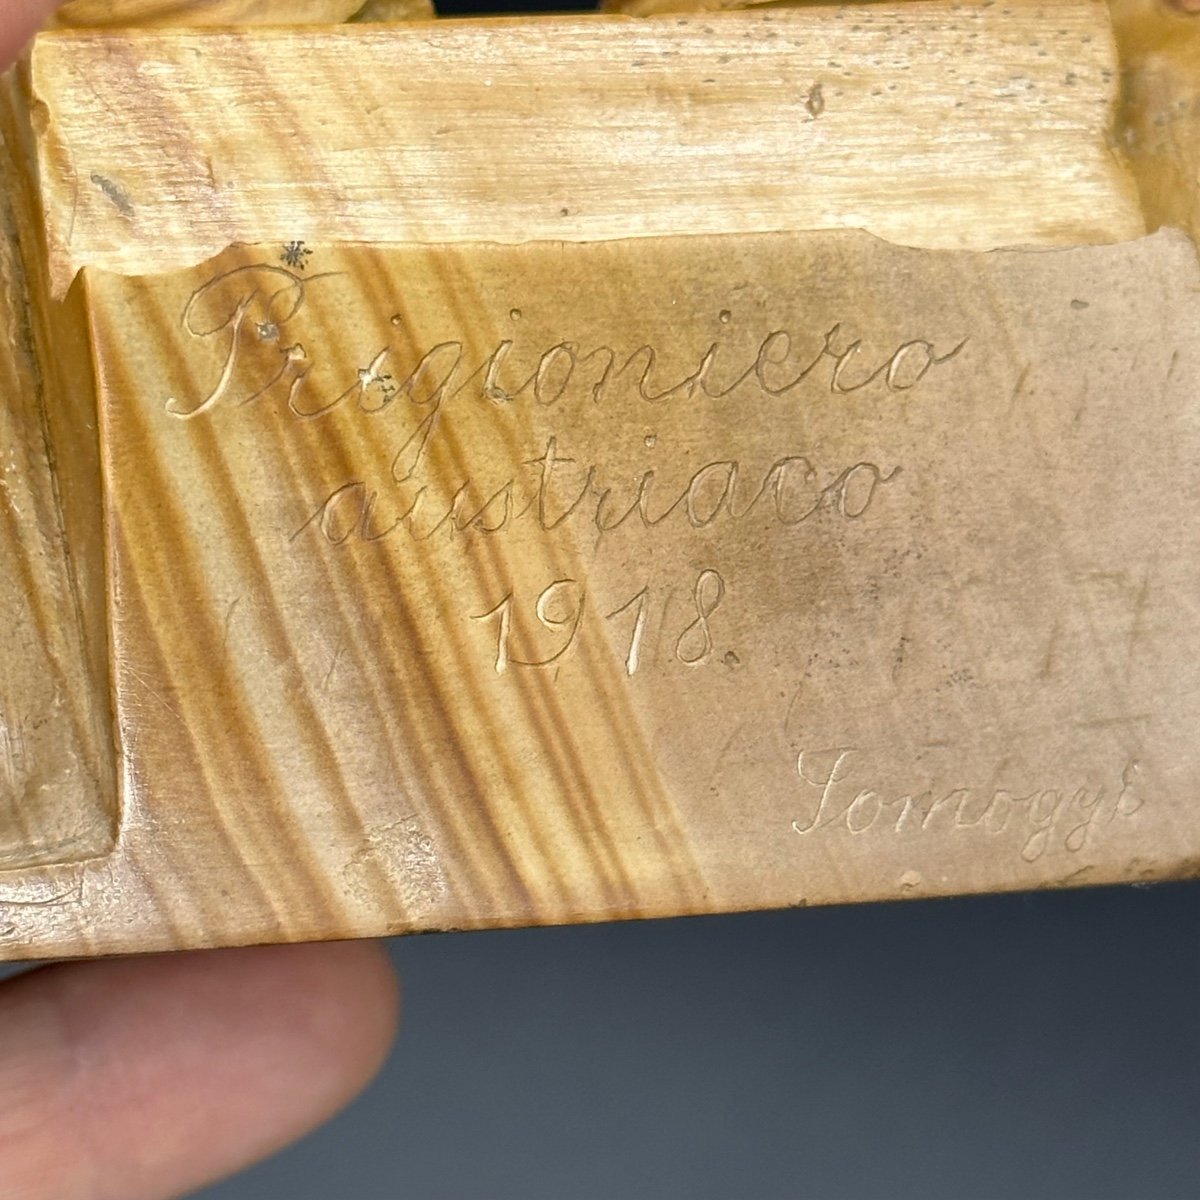 Prigioniero
austriaco
1918.
Somogyi